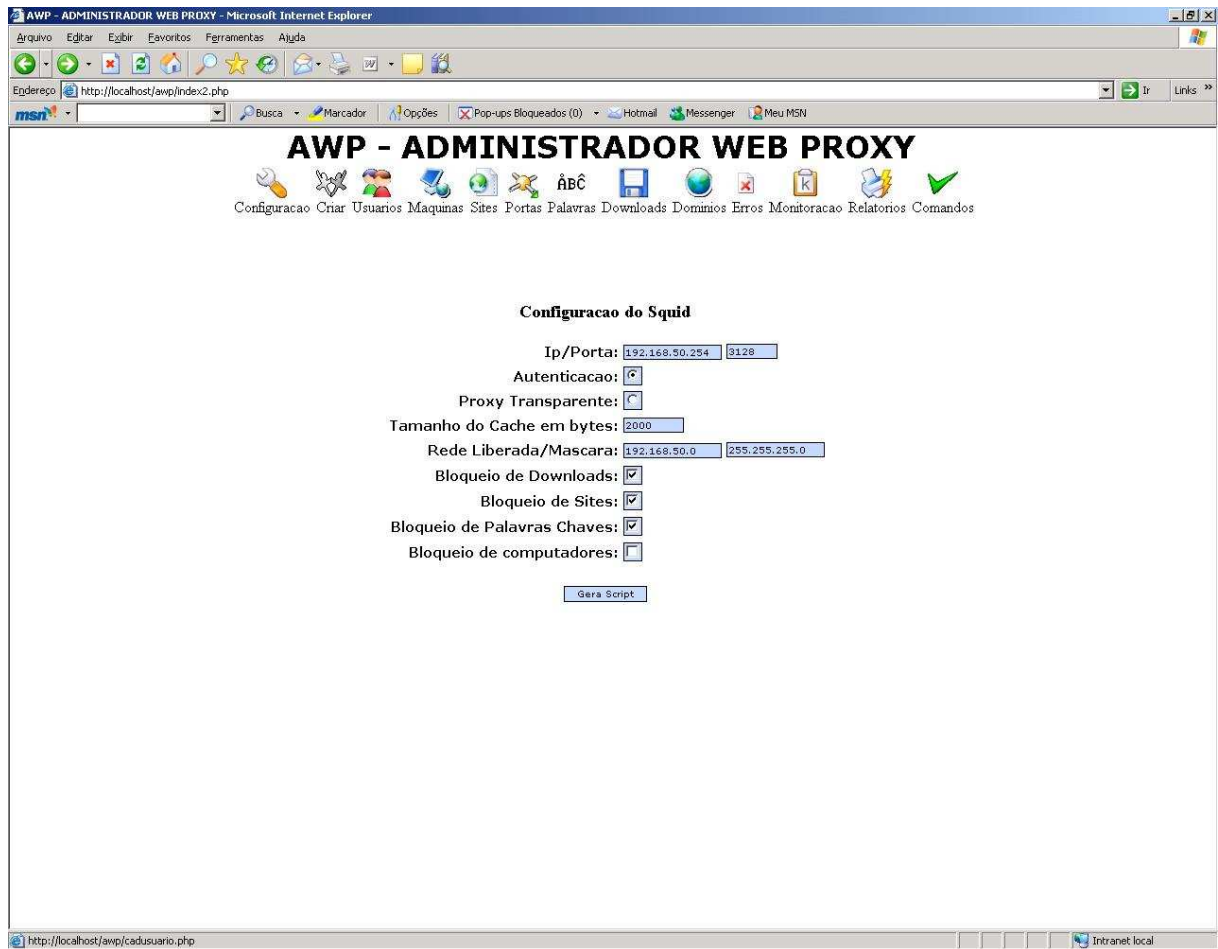 AWP - ADMINISTRADOR WEB PROXY - Microsoft Internet Explorer
Arquivo Editar Exibir Favoritos Ferramentas Ajuda
Endereço http://localhost/awp/index2.php Ir Links »
msn Busca Marcador Opções Pop-ups Bloqueados (0) Hotmail Messenger Meu MSN
AWP - ADMINISTRADOR WEB PROXY
ÅBĈ
Configuracao Criar Usuarios Maquinas Sites Portas Palavras Downloads Dominios Erros Monitoracao Relatorios Comandos
Configuracao do Squid
Ip/Porta: 192.168.50.254 3128
Autenticacao:
Proxy Transparente:
Tamanho do Cache em bytes: 2000
Rede Liberada/Mascara: 192.168.50.0 255.255.255.0
Bloqueio de Downloads:
Bloqueio de Sites:
Bloqueio de Palavras Chaves:
Bloqueio de computadores:
Gera Script
http://localhost/awp/cadusuario.php Intranet local